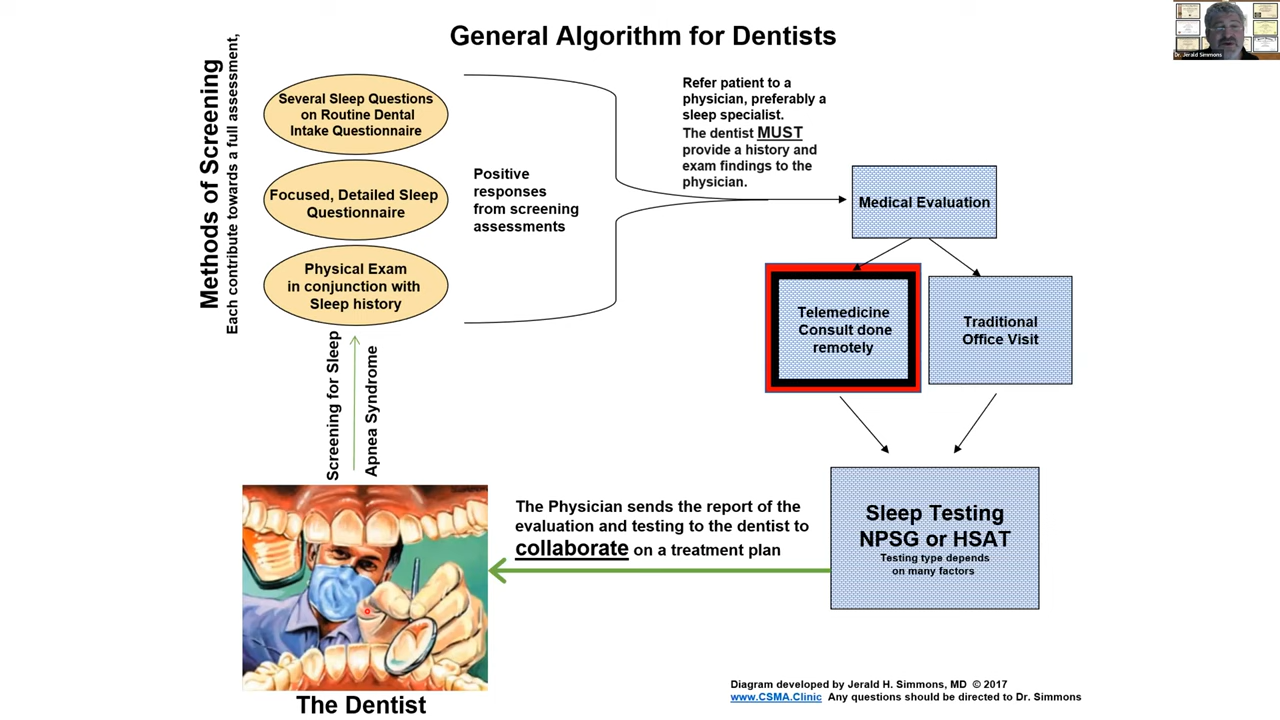 General Algorithm for Dentists
Dr. Jerald Simmons
Methods of Screening
Each contribute towards a full assessment,
Several Sleep Questions
on Routine Dental
Intake Questionnaire
Focused, Detailed Sleep
Questionnaire
Physical Exam
in conjunction with
Sleep history
Positive
responses
from screening
assessments
Refer patient to a
physician, preferably a
sleep specialist.
The dentist MUST
provide a history and
exam findings to the
physician.
Medical Evaluation
Telemedicine
Consult done
remotely
Traditional
Office Visit
Screening for Sleep
Apnea Syndrome
Sleep Testing
NPSG or HSAT
Testing type depends
on many factors
The Physician sends the report of the
evaluation and testing to the dentist to
collaborate on a treatment plan
The Dentist
Diagram developed by Jerald H. Simmons, MD © 2017
www.CSMA.Clinic Any questions should be directed to Dr. Simmons